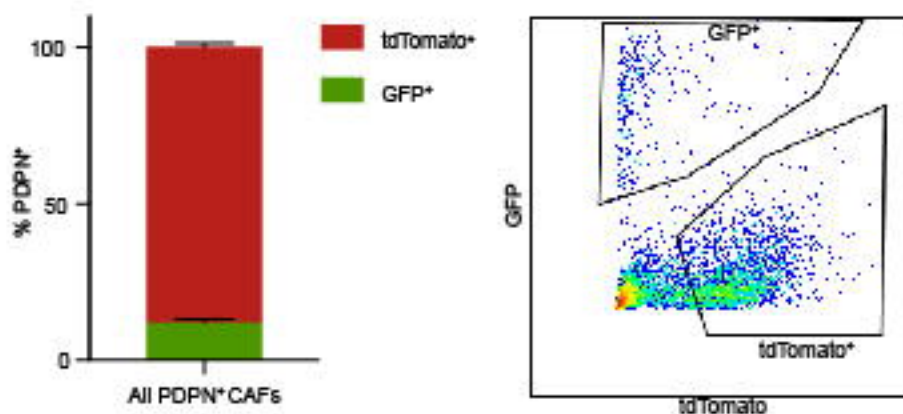 100
50
0
% PDPN⁺
All PDPN⁺ CAFs
tdTomato⁺
GFP⁺
GFP⁺
GFP
tdTomato⁺
tdTomato